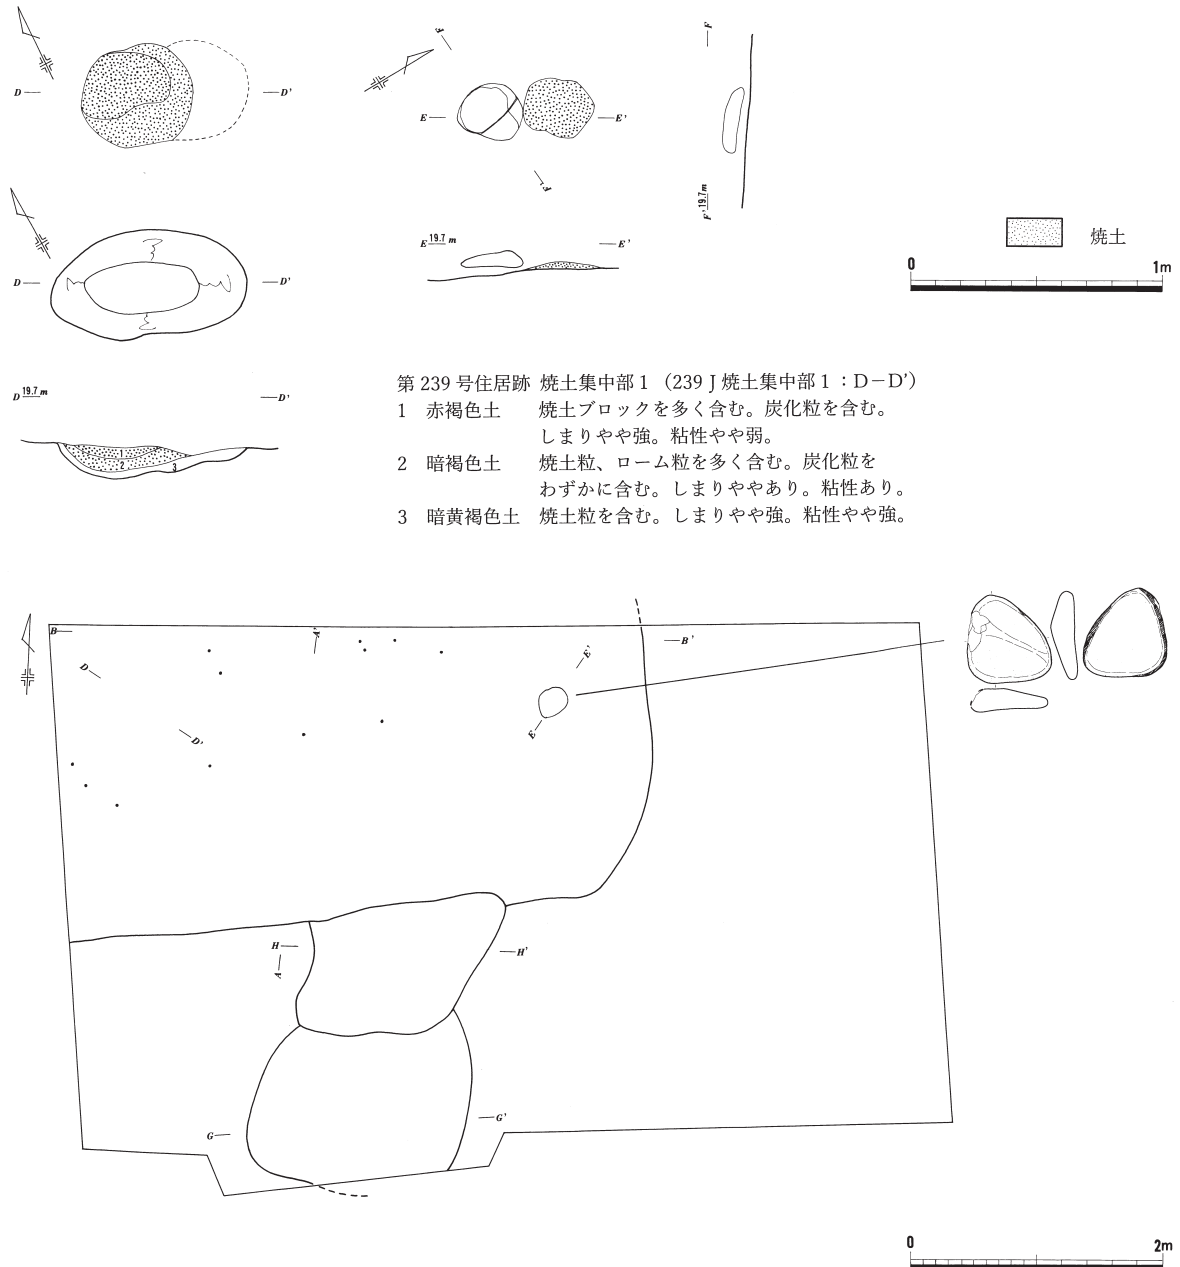 D D'
E E'
F
F'
F
F' 19.7m
D D'
E 19.7 m E'
焼土
0 1m
D 19.7 m D'
1
2
3
第 239 号住居跡 焼土集中部 1 （239 J 焼土集中部 1：D－D'）
1 赤褐色土 焼土ブロックを多く含む。炭化粒を含む。
しまりやや強。粘性やや弱。
2 暗褐色土 焼土粒、ローム粒を多く含む。炭化粒を
わずかに含む。しまりややあり。粘性あり。
3 暗黄褐色土 焼土粒を含む。しまりやや強。粘性やや強。
B A' B'
D E'
D' E
H H'
A
G G'
0 2m